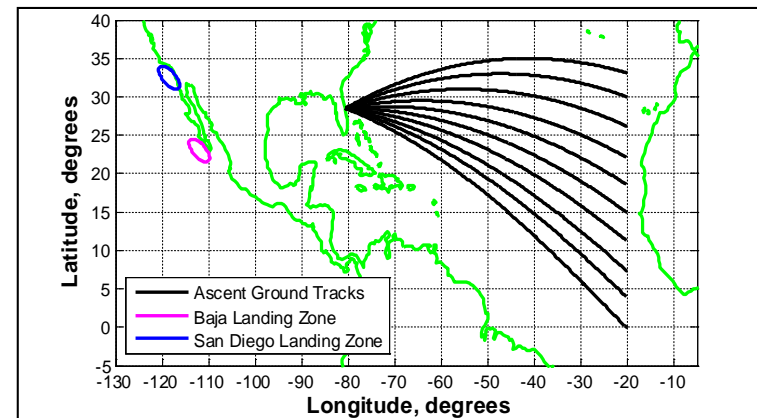 40
35
30
25
20
15
10
5
0
-5
Latitude, degrees
Ascent Ground Tracks
Baja Landing Zone
San Diego Landing Zone
-130 -120 -110 -100 -90 -80 -70 -60 -50 -40 -30 -20 -10
Longitude, degrees